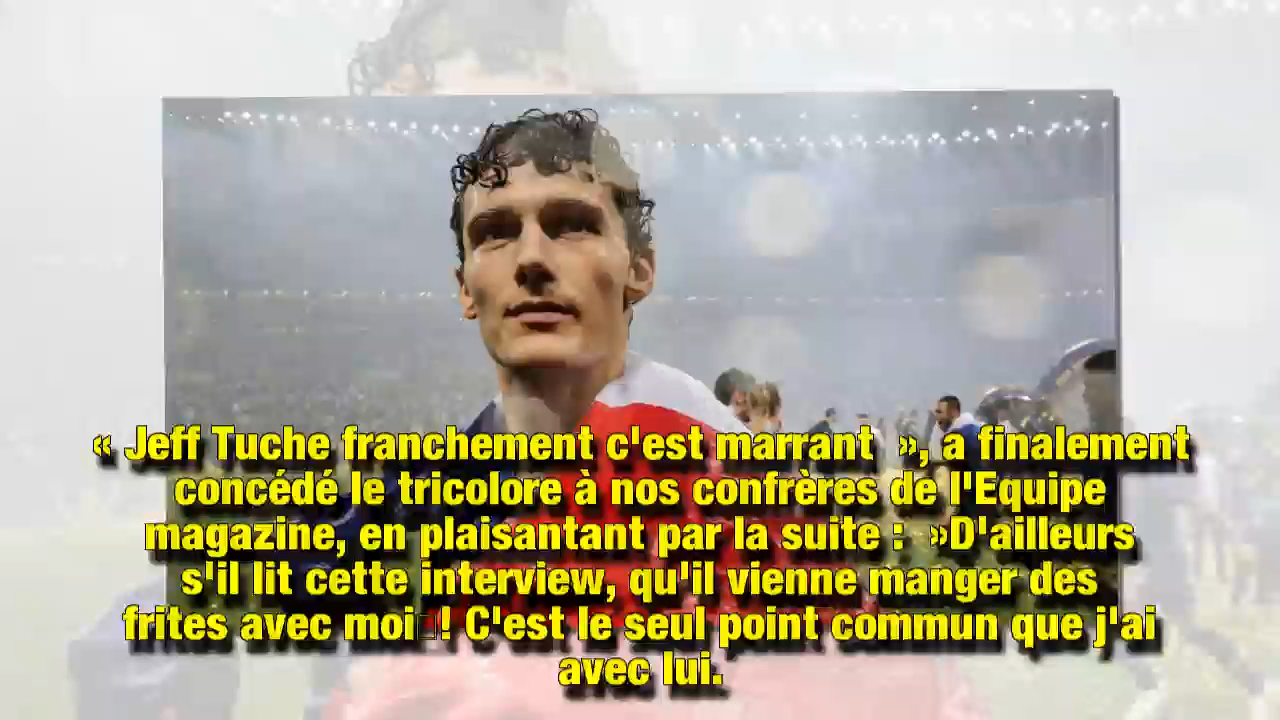 « Jeff Tuche franchement c'est marrant  », a finalement
concédé le tricolore à nos confrères de l'Equipe
magazine, en plaisantant par la suite :  »D'ailleurs
s'il lit cette interview, qu'il vienne manger des
frites avec moi□! C'est le seul point commun que j'ai
avec lui.